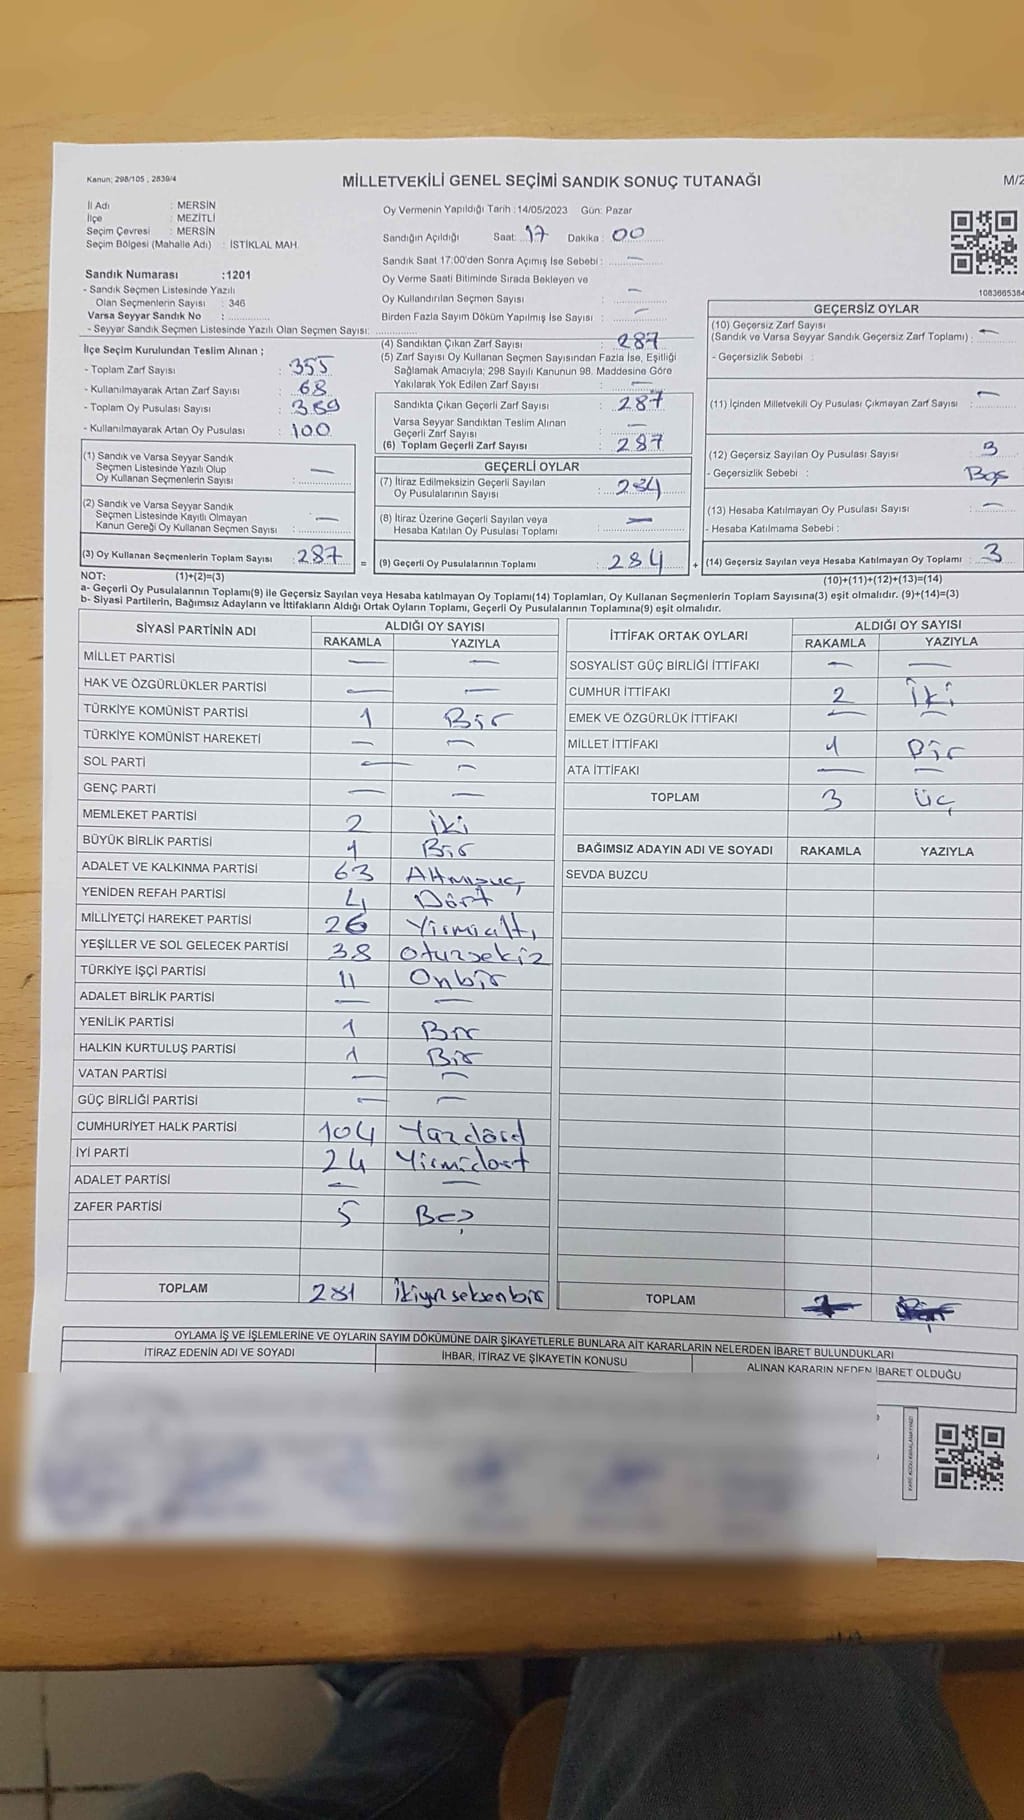 Kanun; 298/105 , 2839/4
MİLLETVEKİLİ GENEL SEÇİMİ SANDIK SONUÇ TUTANAĞI
M/2
İl Adı : MERSİN
İlçe : MEZİTLİ
Seçim Çevresi : MERSİN
Seçim Bölgesi (Mahalle Adı) : İSTİKLAL MAH.
Sandık Numarası :1201
- Sandık Seçmen Listesinde Yazılı
Olan Seçmenlerin Sayısı : 346
Varsa Seyyar Sandık No :
- Seyyar Sandık Seçmen Listesinde Yazılı Olan Seçmen Sayısı:
Oy Vermenin Yapıldığı Tarih : 14/05/2023 Gün: Pazar
Sandığın Açıldığı Saat: 17 Dakika : 00
Sandık Saat 17:00'den Sonra Açımış İse Sebebi : —
Oy Verme Saati Bitiminde Sırada Bekleyen ve
Oy Kullandırılan Seçmen Sayısı : —
Birden Fazla Sayım Döküm Yapılmış İse Sayısı : —
1083665384
İlçe Seçim Kurulundan Teslim Alınan ;
- Toplam Zarf Sayısı : 355
- Kullanılmayarak Artan Zarf Sayısı : 68
- Toplam Oy Pusulası Sayısı : 389
- Kullanılmayarak Artan Oy Pusulası : 100
(1) Sandık ve Varsa Seyyar Sandık
Seçmen Listesinde Yazılı Olup
Oy Kullanan Seçmenlerin Sayısı : —
(2) Sandık ve Varsa Seyyar Sandık
Seçmen Listesinde Kayıtlı Olmayan
Kanun Gereği Oy Kullanan Seçmen Sayısı : —
(3) Oy Kullanan Seçmenlerin Toplam Sayısı : 287
(4) Sandıktan Çıkan Zarf Sayısı : 287
(5) Zarf Sayısı Oy Kullanan Seçmen Sayısından Fazla İse, Eşitliği
Sağlamak Amacıyla; 298 Sayılı Kanunun 98. Maddesine Göre
Yakılarak Yok Edilen Zarf Sayısı : —
Sandıkta Çıkan Geçerli Zarf Sayısı : 287
Varsa Seyyar Sandıktan Teslim Alınan
Geçerli Zarf Sayısı : —
(6) Toplam Geçerli Zarf Sayısı : 287
GEÇERLİ OYLAR
(7) İtiraz Edilmeksizin Geçerli Sayılan
Oy Pusulalarının Sayısı : 284
(8) İtiraz Üzerine Geçerli Sayılan veya
Hesaba Katılan Oy Pusulası Toplamı : —
= (9) Geçerli Oy Pusulalarının Toplamı : 284
GEÇERSİZ OYLAR
(10) Geçersiz Zarf Sayısı
(Sandık ve Varsa Seyyar Sandık Geçersiz Zarf Toplamı) : —
- Geçersizlik Sebebi :
(11) İçinden Milletvekili Oy Pusulası Çıkmayan Zarf Sayısı : —
(12) Geçersiz Sayılan Oy Pusulası Sayısı : 3
- Geçersizlik Sebebi : Boş
(13) Hesaba Katılmayan Oy Pusulası Sayısı : —
- Hesaba Katılmama Sebebi :
+ (14) Geçersiz Sayılan veya Hesaba Katılmayan Oy Toplamı : 3
NOT: (1)+(2)=(3)
(10)+(11)+(12)+(13)=(14)
a- Geçerli Oy Pusulalarının Toplamı(9) ile Geçersiz Sayılan veya Hesaba katılmayan Oy Toplamı(14) Toplamları, Oy Kullanan Seçmenlerin Toplam Sayısına(3) eşit olmalıdır. (9)+(14)=(3)
b- Siyasi Partilerin, Bağımsız Adayların ve İttifakların Aldığı Ortak Oyların Toplamı, Geçerli Oy Pusulalarının Toplamına(9) eşit olmalıdır.
SİYASİ PARTİNİN ADI ALDIĞI OY SAYISI
RAKAMLA YAZIYLA
MİLLET PARTİSİ — —
HAK VE ÖZGÜRLÜKLER PARTİSİ — —
TÜRKİYE KOMÜNİST PARTİSİ 1 Bir
TÜRKİYE KOMÜNİST HAREKETİ — —
SOL PARTİ — —
GENÇ PARTİ — —
MEMLEKET PARTİSİ 2 İki
BÜYÜK BİRLİK PARTİSİ 1 Bir
ADALET VE KALKINMA PARTİSİ 63 Altmışüç
YENİDEN REFAH PARTİSİ 4 Dört
MİLLİYETÇİ HAREKET PARTİSİ 26 Yirmialtı
YEŞİLLER VE SOL GELECEK PARTİSİ 38 Otuzsekiz
TÜRKİYE İŞÇİ PARTİSİ 11 Onbir
ADALET BİRLİK PARTİSİ — —
YENİLİK PARTİSİ 1 Bir
HALKIN KURTULUŞ PARTİSİ 1 Bir
VATAN PARTİSİ — —
GÜÇ BİRLİĞİ PARTİSİ — —
CUMHURİYET HALK PARTİSİ 104 Yüzdörd
İYİ PARTİ 24 Yirmidört
ADALET PARTİSİ — —
ZAFER PARTİSİ 5 Beş
TOPLAM 281 İkiyüzseksenbir
İTTİFAK ORTAK OYLARI ALDIĞI OY SAYISI
RAKAMLA YAZIYLA
SOSYALİST GÜÇ BİRLİĞİ İTTİFAKI — —
CUMHUR İTTİFAKI 2 İki
EMEK VE ÖZGÜRLÜK İTTİFAKI — —
MİLLET İTTİFAKI 1 Bir
ATA İTTİFAKI — —
TOPLAM 3 Üç
BAĞIMSIZ ADAYIN ADI VE SOYADI RAKAMLA YAZIYLA
SEVDA BUZCU
TOPLAM
OYLAMA İŞ VE İŞLEMLERİNE VE OYLARIN SAYIM DÖKÜMÜNE DAİR ŞİKAYETLERLE BUNLARA AİT KARARLARIN NELERDEN İBARET BULUNDUKLARI
İTİRAZ EDENİN ADI VE SOYADI
İHBAR, İTİRAZ VE ŞİKAYETİN KONUSU
ALINAN KARARIN NEDEN İBARET OLDUĞU